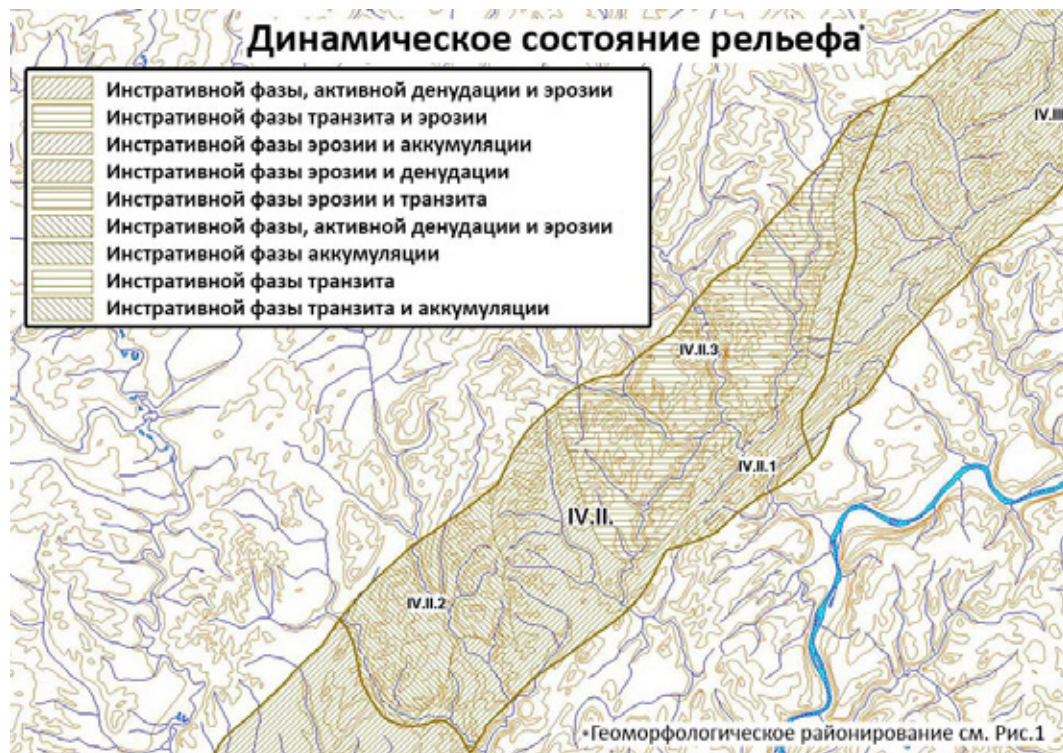 Динамическое состояние рельефа*
Инстративной фазы, активной денудации и эрозии
Инстративной фазы транзита и эрозии
Инстративной фазы эрозии и аккумуляции
Инстративной фазы эрозии и денудации
Инстративной фазы эрозии и транзита
Инстративной фазы, активной денудации и эрозии
Инстративной фазы аккумуляции
Инстративной фазы транзита
Инстративной фазы транзита и аккумуляции
IV.III
IV.II.3
IV.II.1
IV.II.
IV.II.2
*Геоморфологическое районирование см. Рис.1